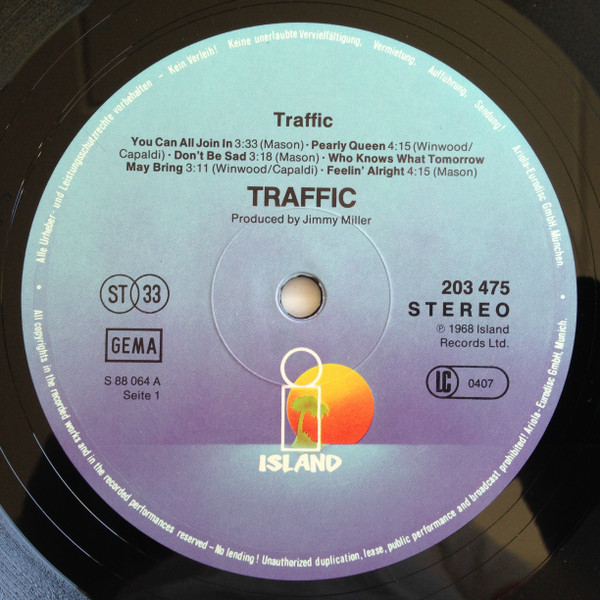 Alle Urheber- und Leistungsschutzrechte vorbehalten – Kein Verleih! Keine unerlaubte Vervielfältigung, Vermietung, Aufführung, Sendung! Ariola-Eurodisc GmbH, München.
Traffic
You Can All Join In 3:33 (Mason) · Pearly Queen 4:15 (Winwood/
Capaldi) · Don't Be Sad 3:18 (Mason) · Who Knows What Tomorrow
May Bring 3:11 (Winwood/Capaldi) · Feelin' Alright 4:15 (Mason)
TRAFFIC
Produced by Jimmy Miller
ST 33
GEMA
S 88 064 A
Seite 1
203 475
STEREO
℗ 1968 Island
Records Ltd.
LC 0407
ISLAND
All copyrights in the recorded works and in the recorded performances reserved – No lending! Unauthorized duplication, lease, public performance and broadcast prohibited! Ariola-Eurodisc GmbH, Munich.